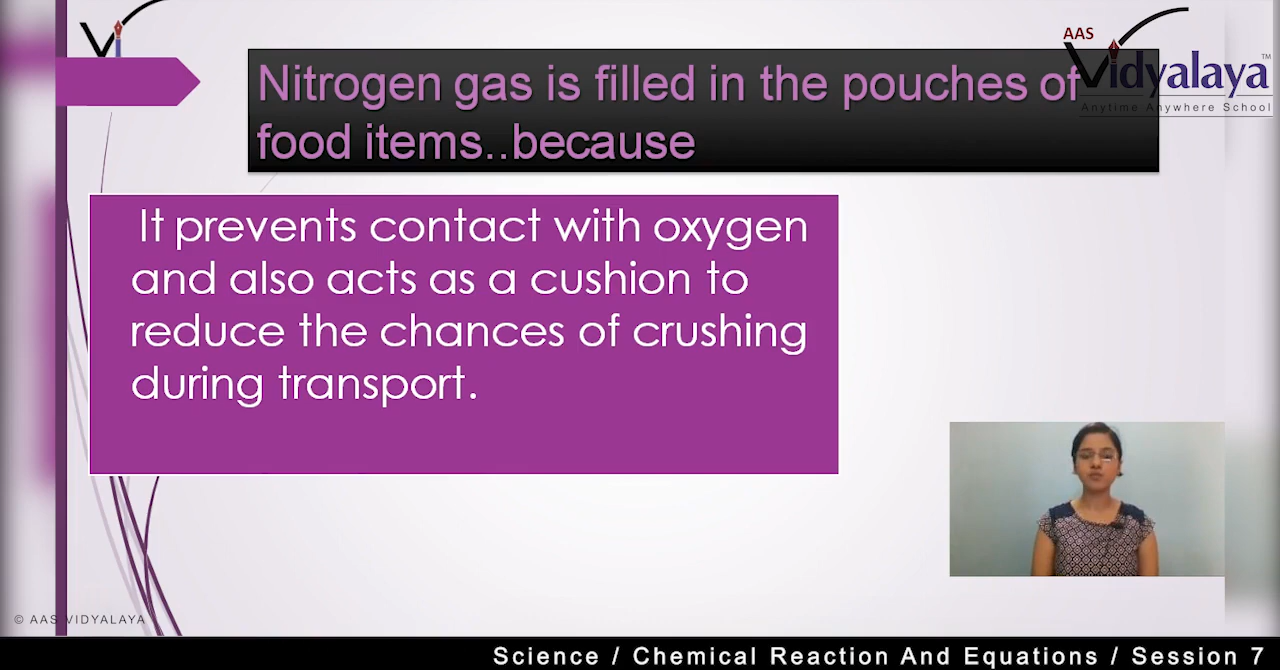 AAS
Vidyalaya
TM
Anytime Anywhere School
Nitrogen gas is filled in the pouches of
food items..because
It prevents contact with oxygen
and also acts as a cushion to
reduce the chances of crushing
during transport.
© AAS VIDYALAYA
Science / Chemical Reaction And Equations / Session 7